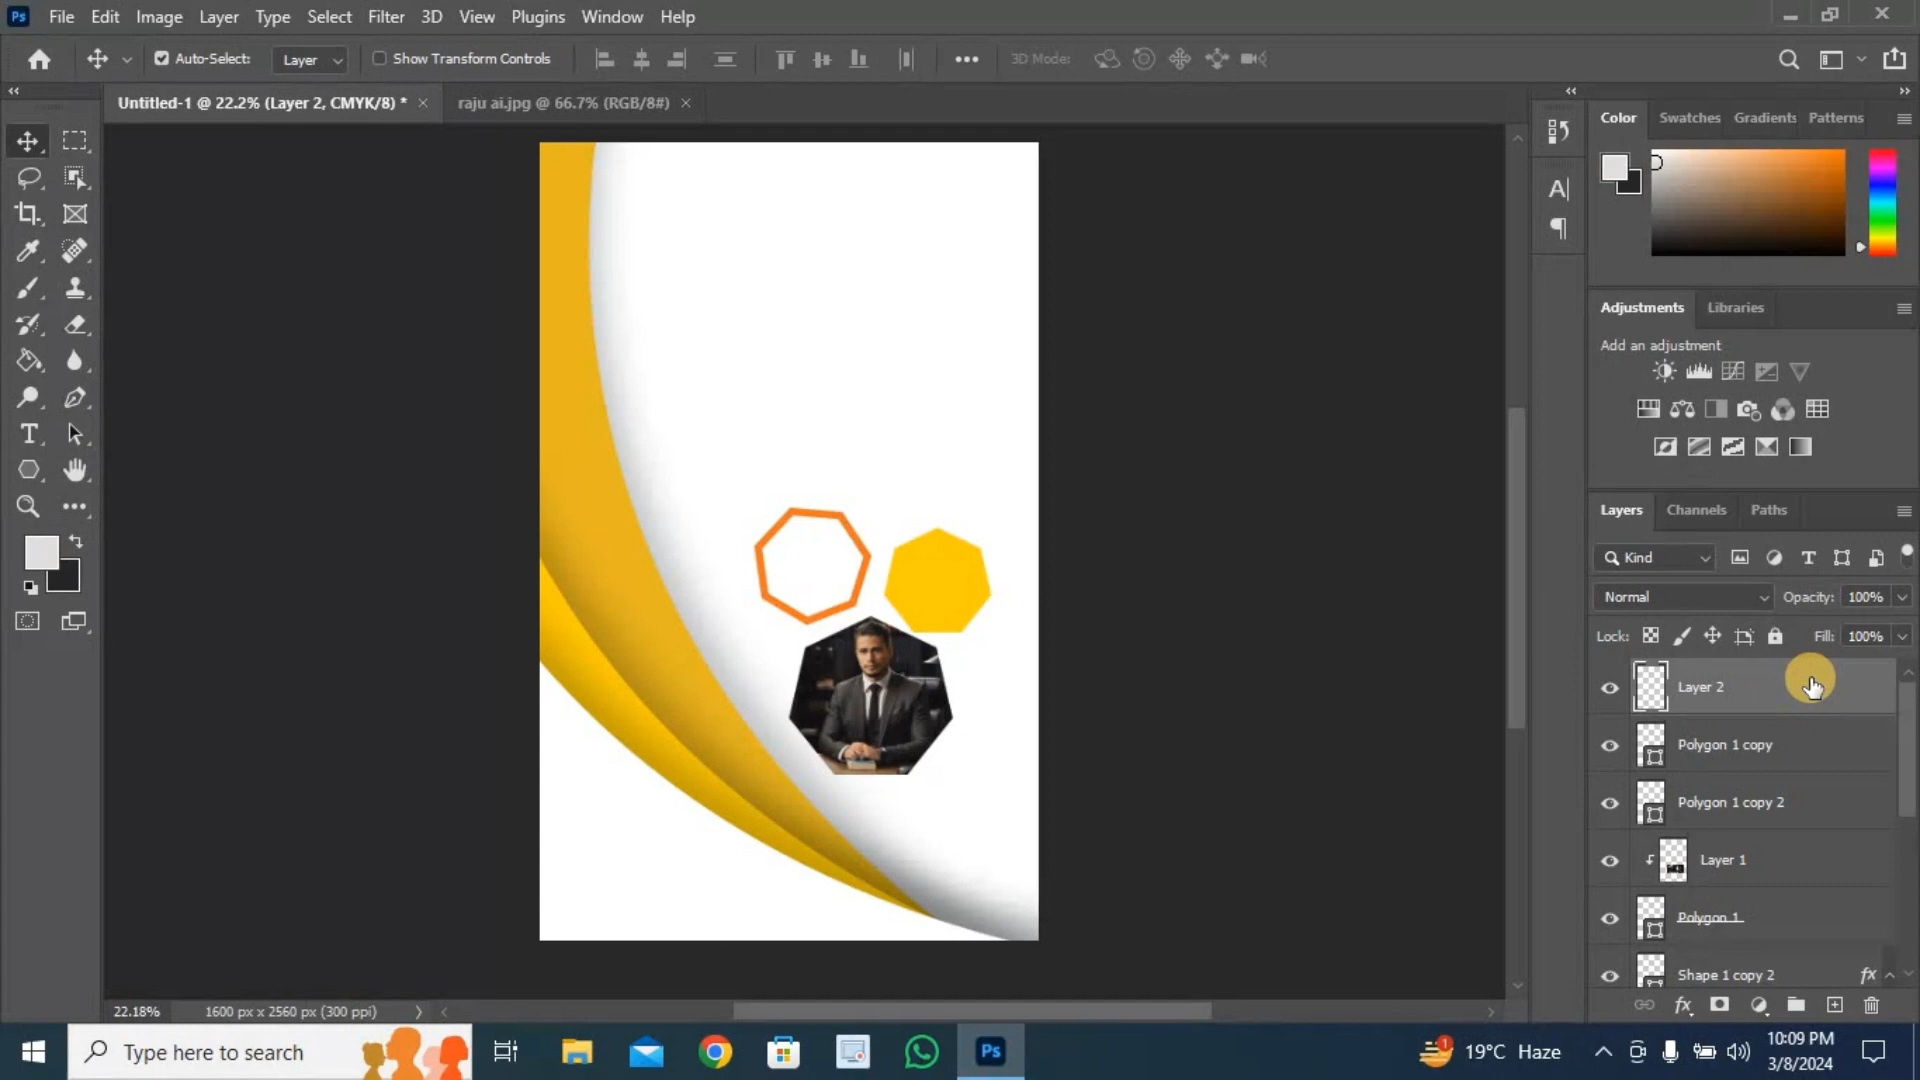 Ps File Edit Image Layer Type Select Filter 3D View Plugins Window Help
Auto-Select: Layer Show Transform Controls 3D Mode:
Untitled-1 @ 22.2% (Layer 2, CMYK/8) * raju ai.jpg @ 66.7% (RGB/8#)
Color Swatches Gradients Patterns
Adjustments Libraries
Add an adjustment
Layers Channels Paths
Kind
Normal Opacity: 100%
Lock: Fill: 100%
Layer 2
Polygon 1 copy
Polygon 1 copy 2
Layer 1
Polygon 1
Shape 1 copy 2 fx
22.18% 1600 px x 2560 px (300 ppi)
fx
Type here to search Ps 1 19°C Haze 10:09 PM
3/8/2024